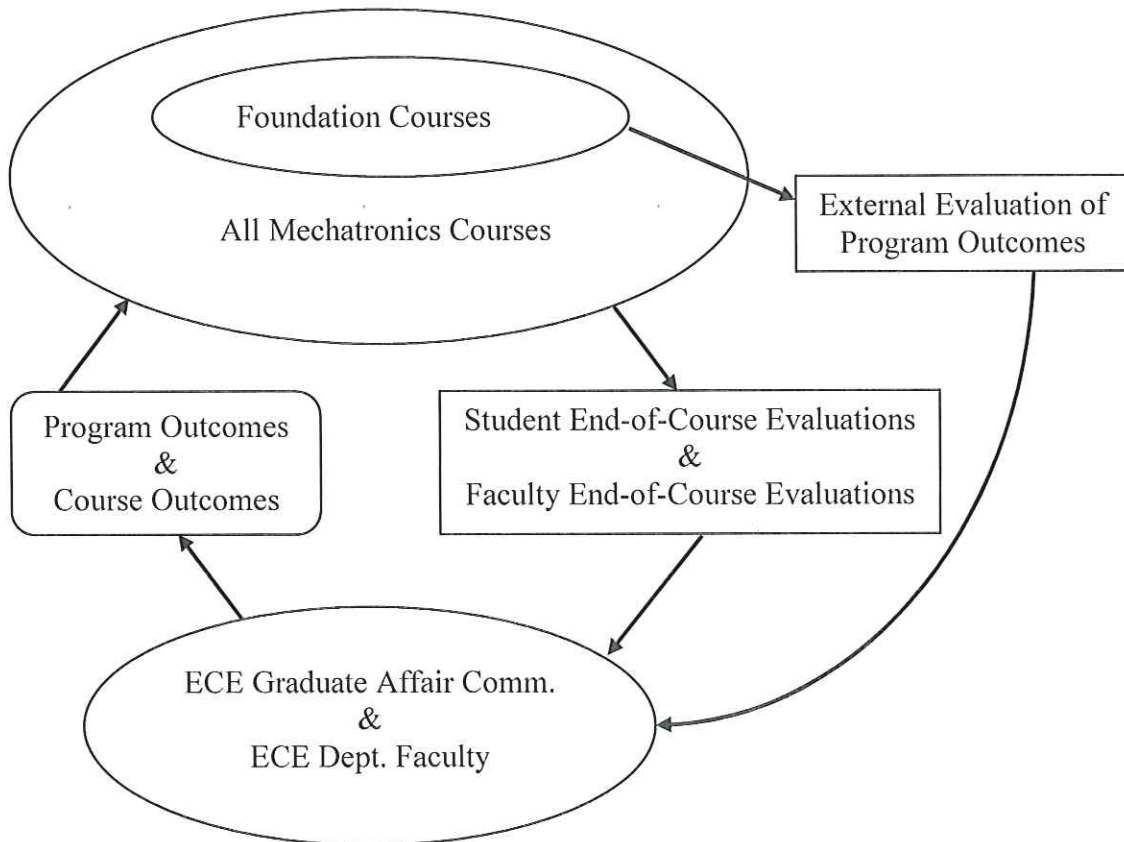 Foundation Courses
All Mechatronics Courses
External Evaluation of
Program Outcomes
Program Outcomes
&
Course Outcomes
Student End-of-Course Evaluations
&
Faculty End-of-Course Evaluations
ECE Graduate Affair Comm.
&
ECE Dept. Faculty